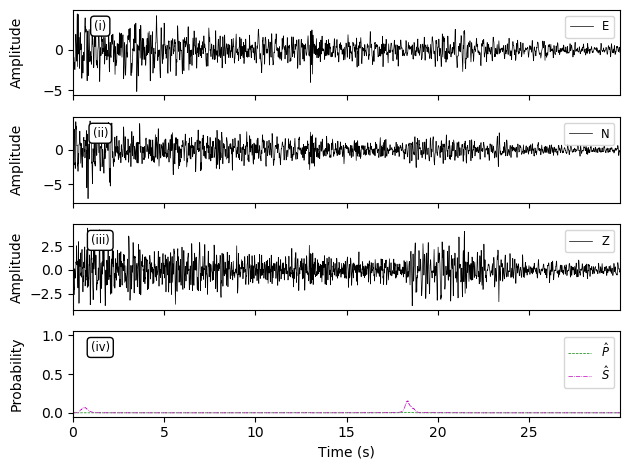 (i)
E
Amplitude
0
−5
(ii)
N
Amplitude
0
−5
(iii)
Z
Amplitude
2.5
0.0
−2.5
(iv)
P̂
Ŝ
Probability
1.0
0.5
0.0
0 5 10 15 20 25
Time (s)